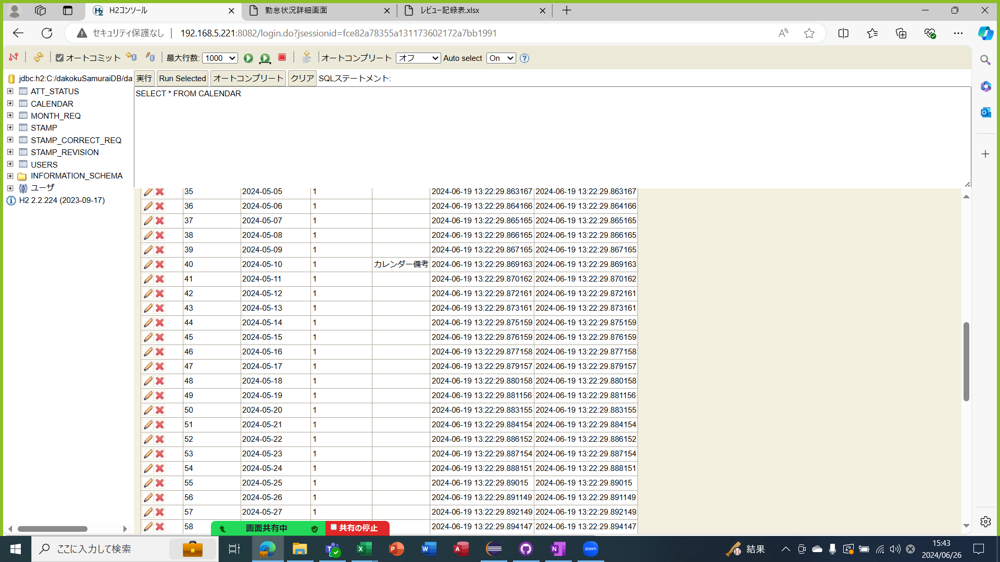 H2コンソール
勤怠状況詳細画面
レビュー記録表.xlsx
セキュリティ保護なし
192.168.5.221:8082/login.do?jsessionid=fce82a78355a131173602172a7bb1991
オートコミット 最大行数: 1000 オートコンプリート オフ Auto select On
jdbc:h2:C:/dakokuSamuraiDB/da
ATT_STATUS
CALENDAR
MONTH_REQ
STAMP
STAMP_CORRECT_REQ
STAMP_REVISION
USERS
INFORMATION_SCHEMA
ユーザ
H2 2.2.224 (2023-09-17)
実行 Run Selected オートコンプリート クリア SQLステートメント:
SELECT * FROM CALENDAR
35 2024-05-05 1 2024-06-19 13:22:29.863167 2024-06-19 13:22:29.863167
36 2024-05-06 1 2024-06-19 13:22:29.864166 2024-06-19 13:22:29.864166
37 2024-05-07 1 2024-06-19 13:22:29.865165 2024-06-19 13:22:29.865165
38 2024-05-08 1 2024-06-19 13:22:29.866165 2024-06-19 13:22:29.866165
39 2024-05-09 1 2024-06-19 13:22:29.867165 2024-06-19 13:22:29.867165
40 2024-05-10 1 カレンダー備考 2024-06-19 13:22:29.869163 2024-06-19 13:22:29.869163
41 2024-05-11 1 2024-06-19 13:22:29.870162 2024-06-19 13:22:29.870162
42 2024-05-12 1 2024-06-19 13:22:29.872161 2024-06-19 13:22:29.872161
43 2024-05-13 1 2024-06-19 13:22:29.873161 2024-06-19 13:22:29.873161
44 2024-05-14 1 2024-06-19 13:22:29.875159 2024-06-19 13:22:29.875159
45 2024-05-15 1 2024-06-19 13:22:29.876159 2024-06-19 13:22:29.876159
46 2024-05-16 1 2024-06-19 13:22:29.877158 2024-06-19 13:22:29.877158
47 2024-05-17 1 2024-06-19 13:22:29.879157 2024-06-19 13:22:29.879157
48 2024-05-18 1 2024-06-19 13:22:29.880158 2024-06-19 13:22:29.880158
49 2024-05-19 1 2024-06-19 13:22:29.881156 2024-06-19 13:22:29.881156
50 2024-05-20 1 2024-06-19 13:22:29.883155 2024-06-19 13:22:29.883155
51 2024-05-21 1 2024-06-19 13:22:29.884154 2024-06-19 13:22:29.884154
52 2024-05-22 1 2024-06-19 13:22:29.886152 2024-06-19 13:22:29.886152
53 2024-05-23 1 2024-06-19 13:22:29.887154 2024-06-19 13:22:29.887154
54 2024-05-24 1 2024-06-19 13:22:29.888151 2024-06-19 13:22:29.888151
55 2024-05-25 1 2024-06-19 13:22:29.89015 2024-06-19 13:22:29.89015
56 2024-05-26 1 2024-06-19 13:22:29.891149 2024-06-19 13:22:29.891149
57 2024-05-27 1 2024-06-19 13:22:29.892149 2024-06-19 13:22:29.892149
58 2024-06-19 13:22:29.894147 2024-06-19 13:22:29.894147
画面共有中 共有の停止
ここに入力して検索
zoom
結果
15:43
2024/06/26